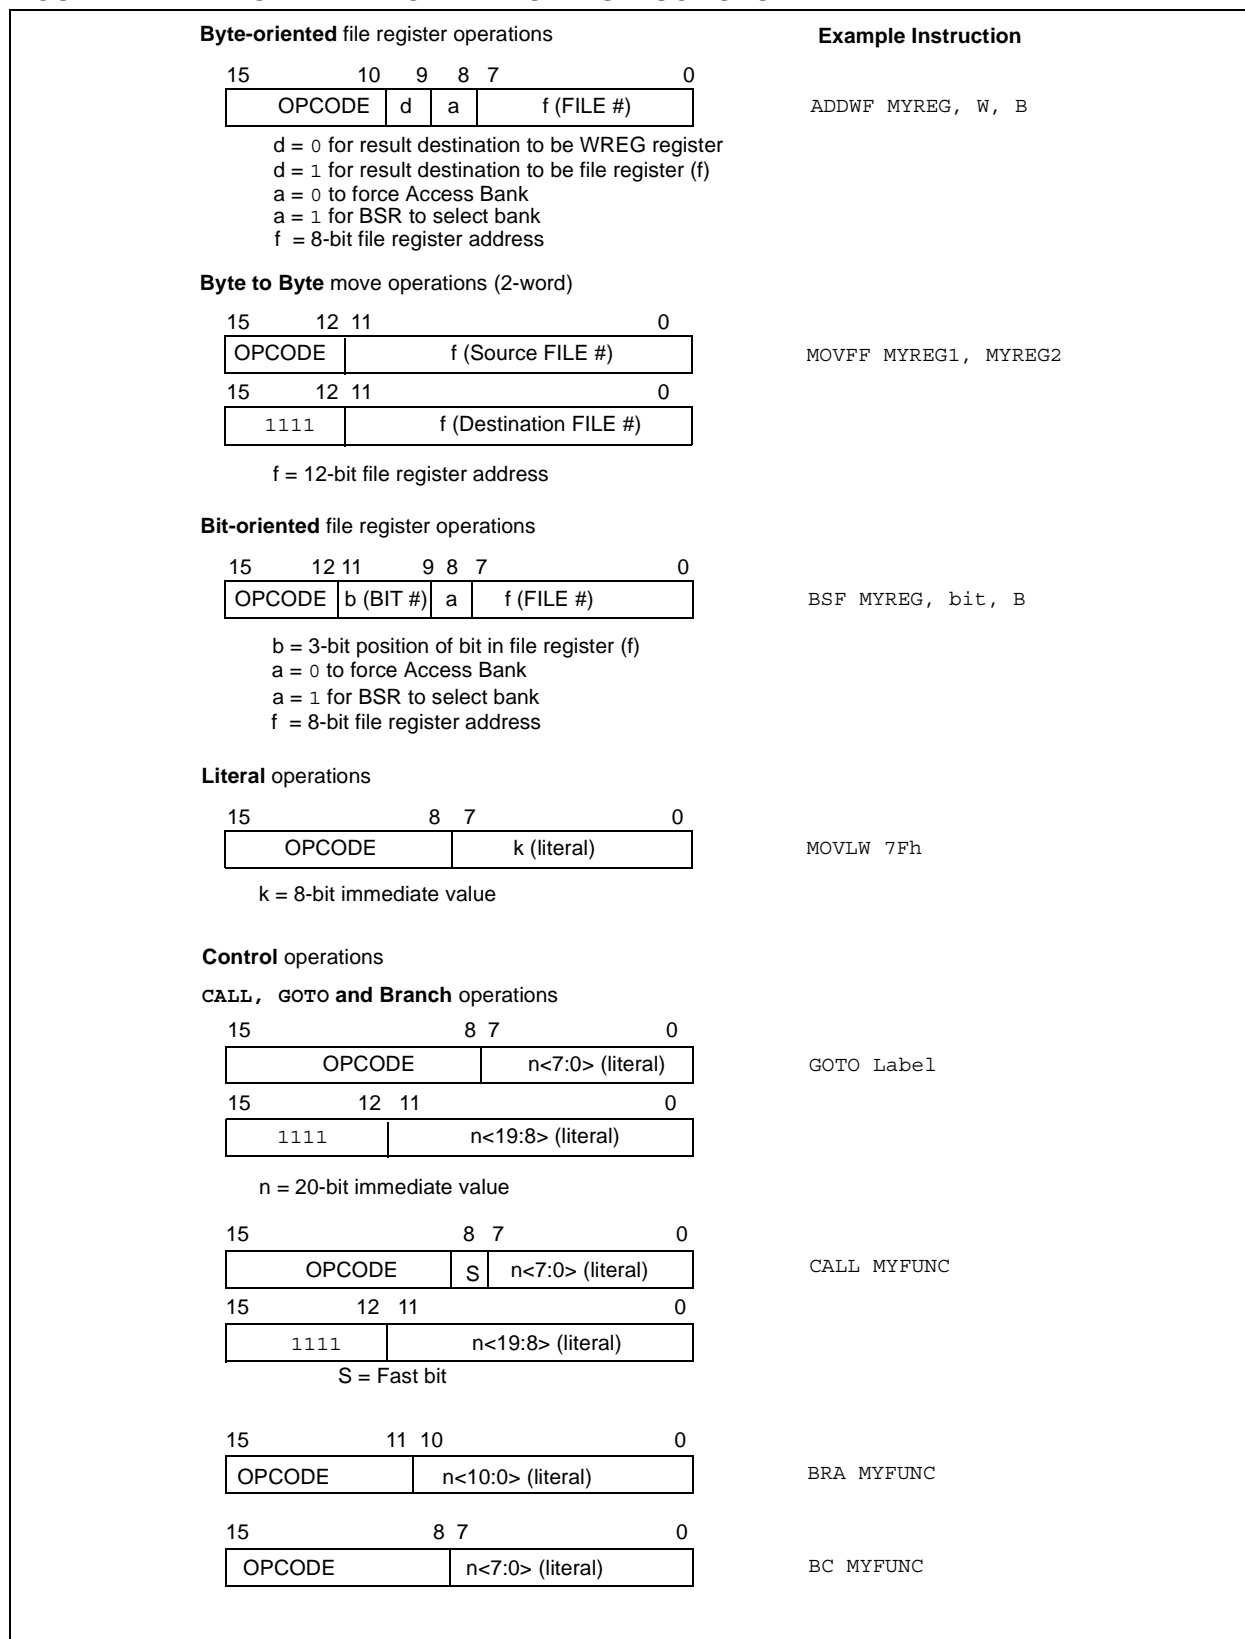 Byte-oriented file register operations
Example Instruction
15 10 9 8 7 0
OPCODE d a f (FILE #)
ADDWF MYREG, W, B
d = 0 for result destination to be WREG register
d = 1 for result destination to be file register (f)
a = 0 to force Access Bank
a = 1 for BSR to select bank
f = 8-bit file register address
Byte to Byte move operations (2-word)
15 12 11 0
OPCODE f (Source FILE #)
MOVFF MYREG1, MYREG2
15 12 11 0
1111 f (Destination FILE #)
f = 12-bit file register address
Bit-oriented file register operations
15 12 11 9 8 7 0
OPCODE b (BIT #) a f (FILE #)
BSF MYREG, bit, B
b = 3-bit position of bit in file register (f)
a = 0 to force Access Bank
a = 1 for BSR to select bank
f = 8-bit file register address
Literal operations
15 8 7 0
OPCODE k (literal)
MOVLW 7Fh
k = 8-bit immediate value
Control operations
CALL, GOTO and Branch operations
15 8 7 0
OPCODE n<7:0> (literal)
GOTO Label
15 12 11 0
1111 n<19:8> (literal)
n = 20-bit immediate value
15 8 7 0
OPCODE S n<7:0> (literal)
CALL MYFUNC
15 12 11 0
1111 n<19:8> (literal)
S = Fast bit
15 11 10 0
OPCODE n<10:0> (literal)
BRA MYFUNC
15 8 7 0
OPCODE n<7:0> (literal)
BC MYFUNC